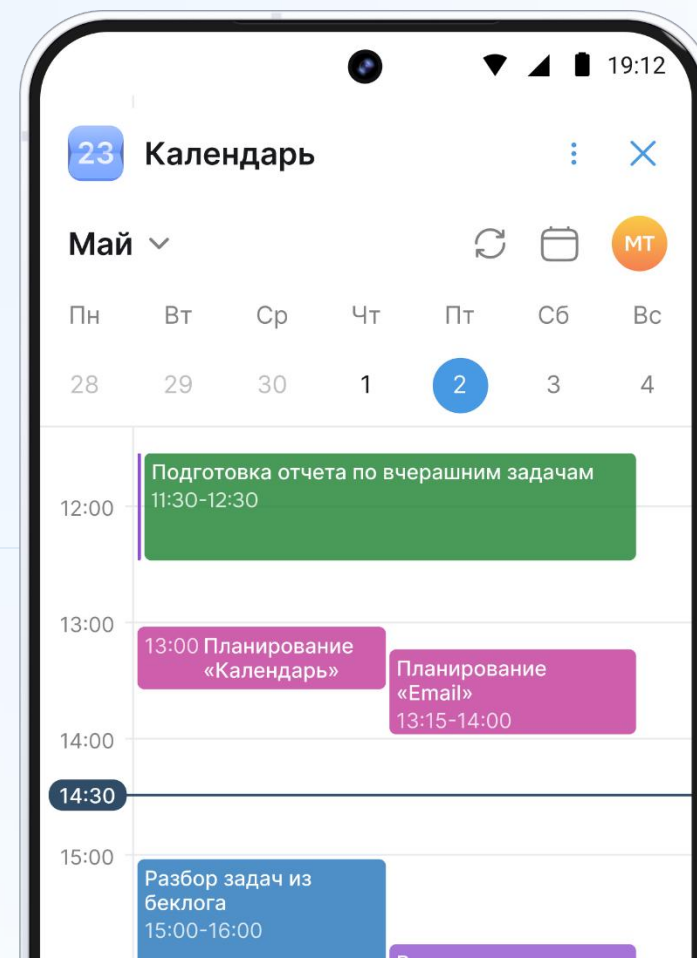 19:12
23 Календарь
Май
МТ
Пн Вт Ср Чт Пт Сб Вс
28 29 30 1 2 3 4
Подготовка отчета по вчерашним задачам
11:30-12:30
12:00
13:00
13:00 Планирование
«Календарь»
Планирование
«Email»
13:15-14:00
14:00
14:30
15:00
Разбор задач из
беклога
15:00-16:00